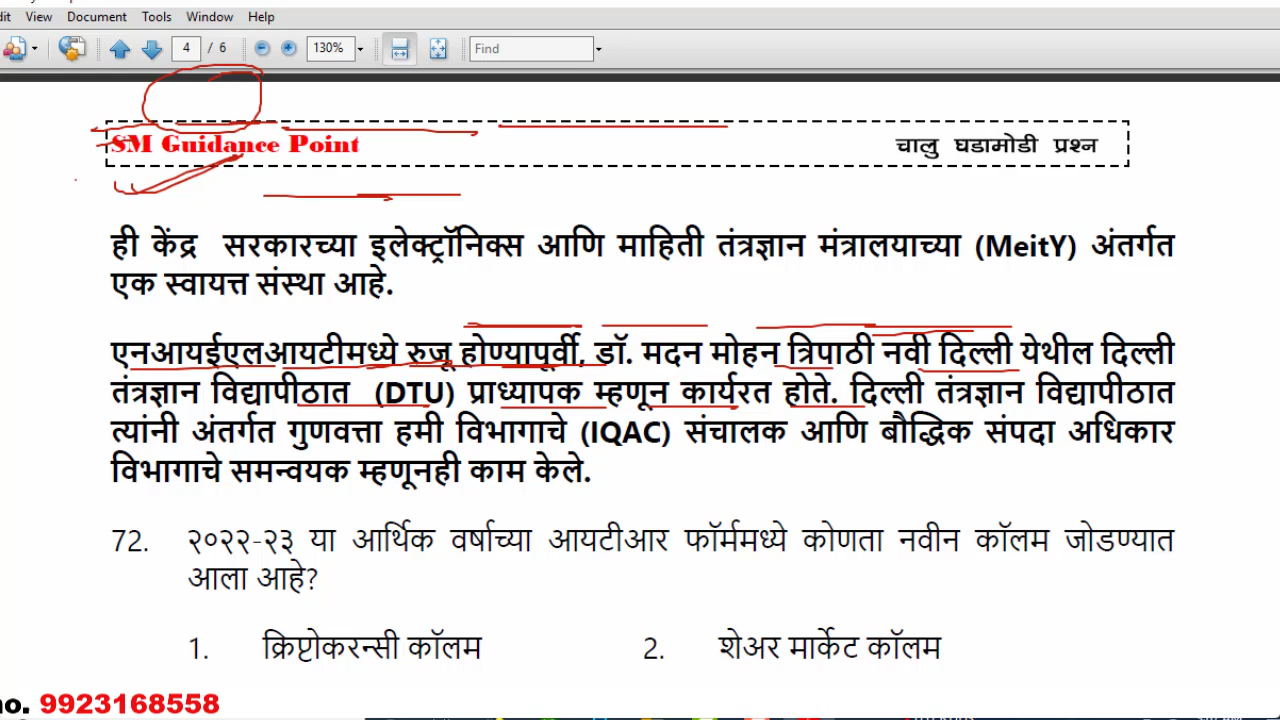 View Document Tools Window Help
4 / 6 130% Find
SM Guidance Point चालु घडामोडी प्रश्न
ही केंद्र सरकारच्या इलेक्ट्रॉनिक्स आणि माहिती तंत्रज्ञान मंत्रालयाच्या (MeitY) अंतर्गत
एक स्वायत्त संस्था आहे.
एनआयईएलआयटीमध्ये रुजू होण्यापूर्वी, डॉ. मदन मोहन त्रिपाठी नवी दिल्ली येथील दिल्ली
तंत्रज्ञान विद्यापीठात (DTU) प्राध्यापक म्हणून कार्यरत होते. दिल्ली तंत्रज्ञान विद्यापीठात
त्यांनी अंतर्गत गुणवत्ता हमी विभागाचे (IQAC) संचालक आणि बौद्धिक संपदा अधिकार
विभागाचे समन्वयक म्हणूनही काम केले.
72. २०२२-२३ या आर्थिक वर्षाच्या आयटीआर फॉर्ममध्ये कोणता नवीन कॉलम जोडण्यात
आला आहे?
1. क्रिप्टोकरन्सी कॉलम 2. शेअर मार्केट कॉलम
no. 9923168558